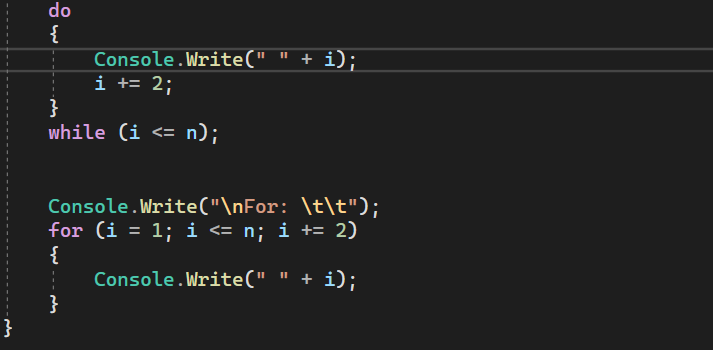 do
{
Console.Write(" " + i);
i += 2;
}
while (i <= n);
Console.Write("\nFor: \t\t");
for (i = 1; i <= n; i += 2)
{
Console.Write(" " + i);
}
}